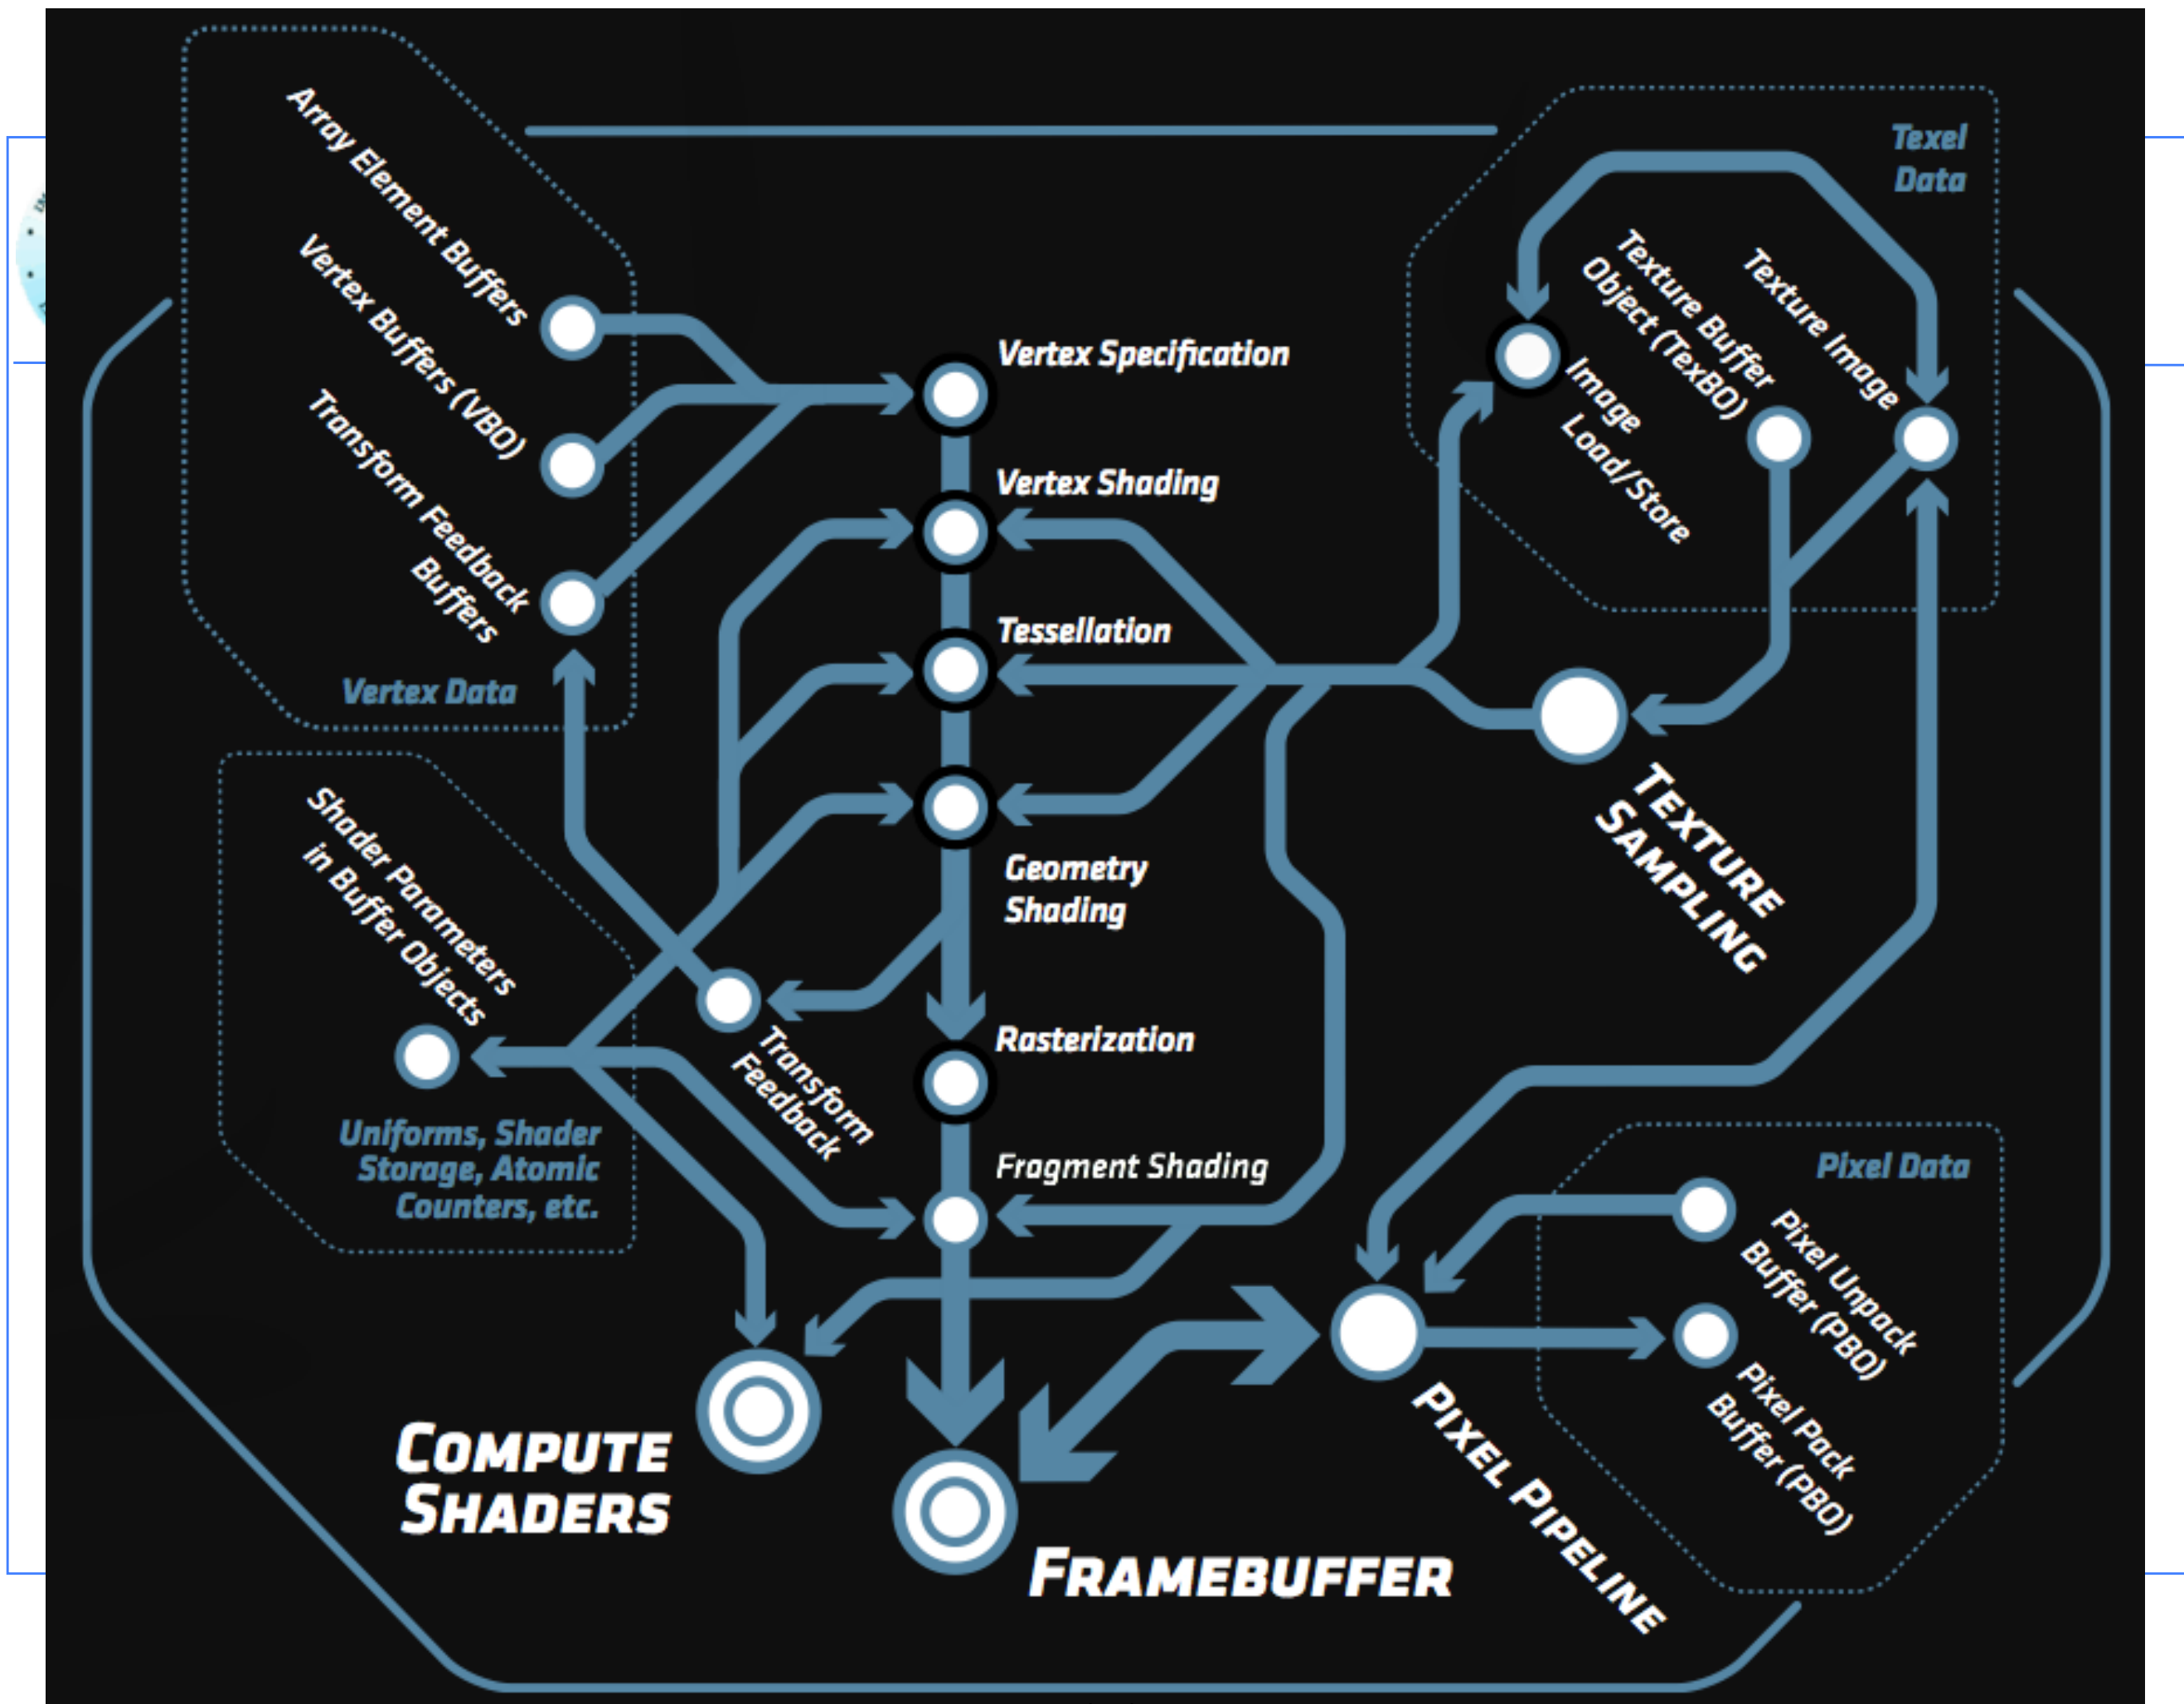 Array Element Buffers
Vertex Buffers (VBO)
Transform Feedback
Buffers
Vertex Data
Shader Parameters
in Buffer Objects
Uniforms, Shader
Storage, Atomic
Counters, etc.
Vertex Specification
Vertex Shading
Tessellation
Geometry
Shading
Transform
Feedback
Rasterization
Fragment Shading
Texel
Data
Texture Image
Texture Buffer
Object (TexBO)
Image
Load/Store
TEXTURE
SAMPLING
Pixel Data
Pixel Unpack
Buffer (PBO)
Pixel Pack
Buffer (PBO)
PIXEL PIPELINE
COMPUTE
SHADERS
FRAMEBUFFER